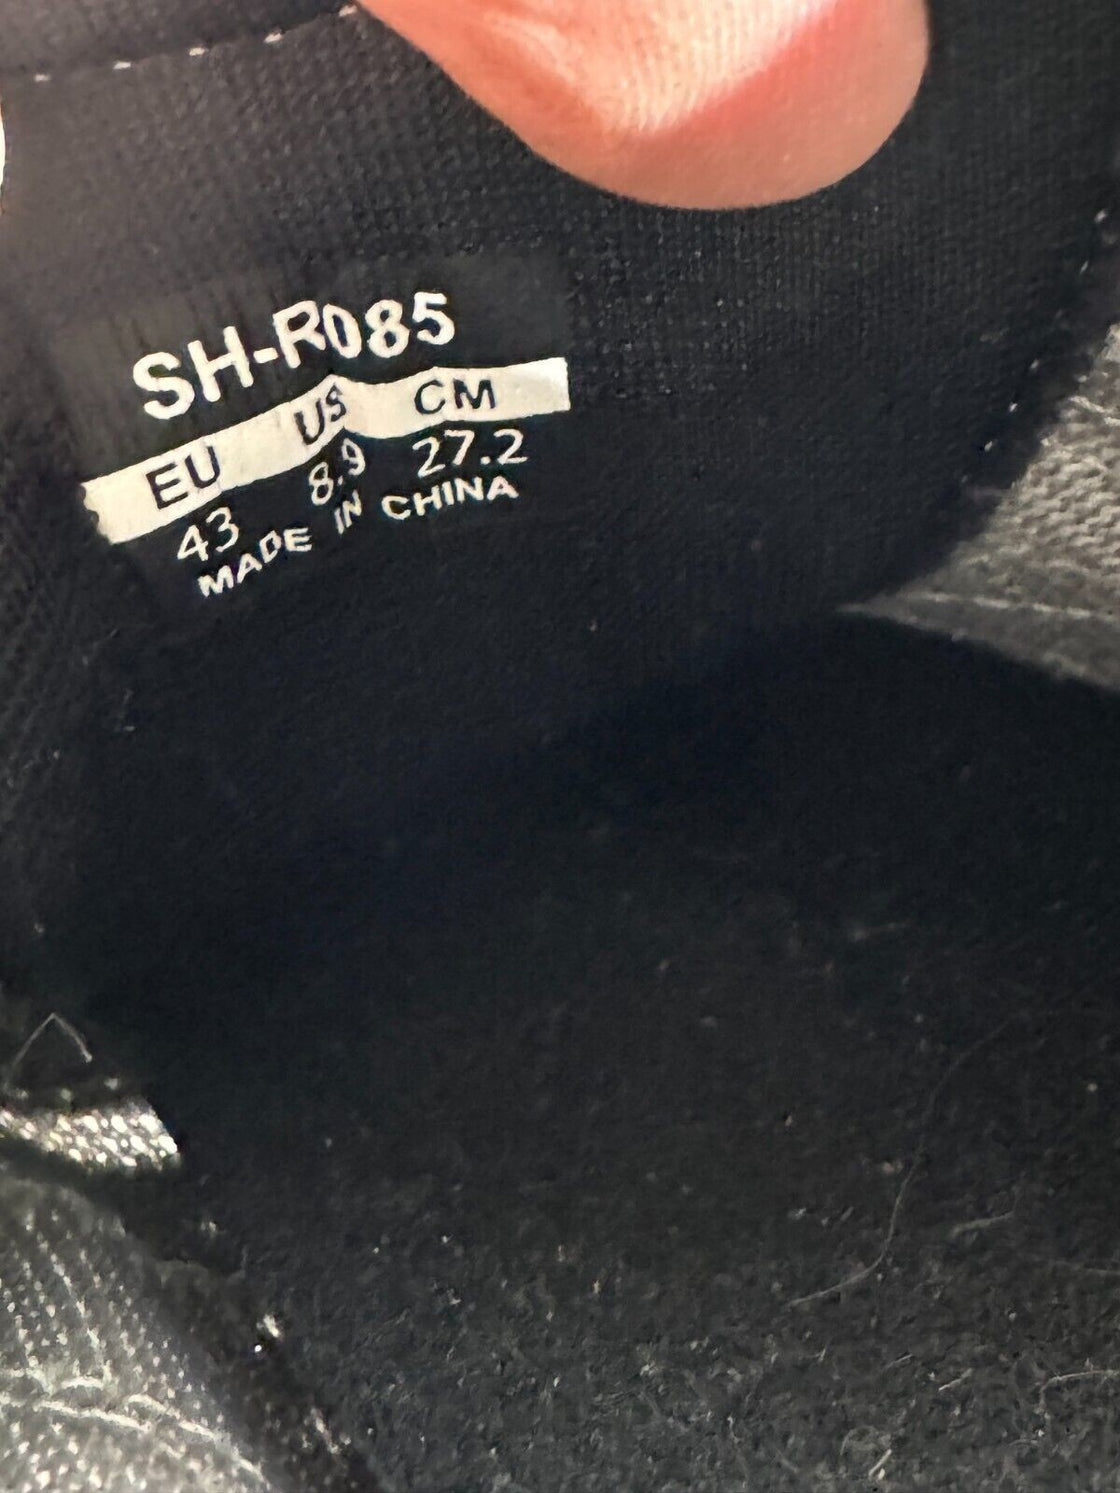 SH-R085
EU US CM
43 8.9 27.2
MADE IN CHINA